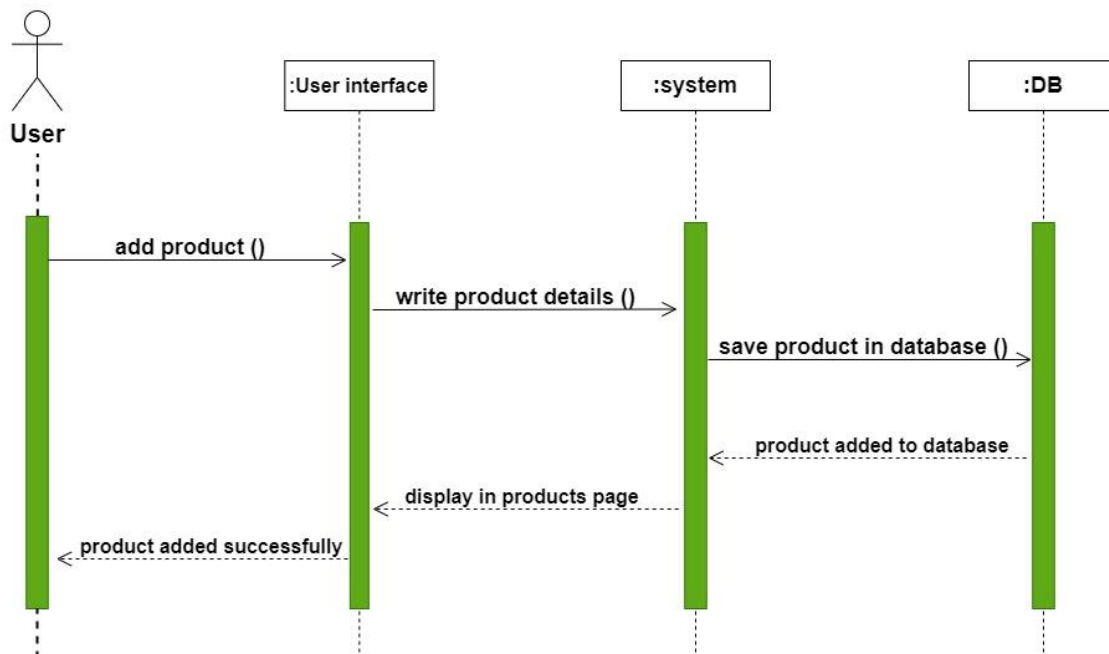 :User interface
:system
:DB
User
add product ()
write product details ()
save product in database ()
product added to database
display in products page
product added successfully